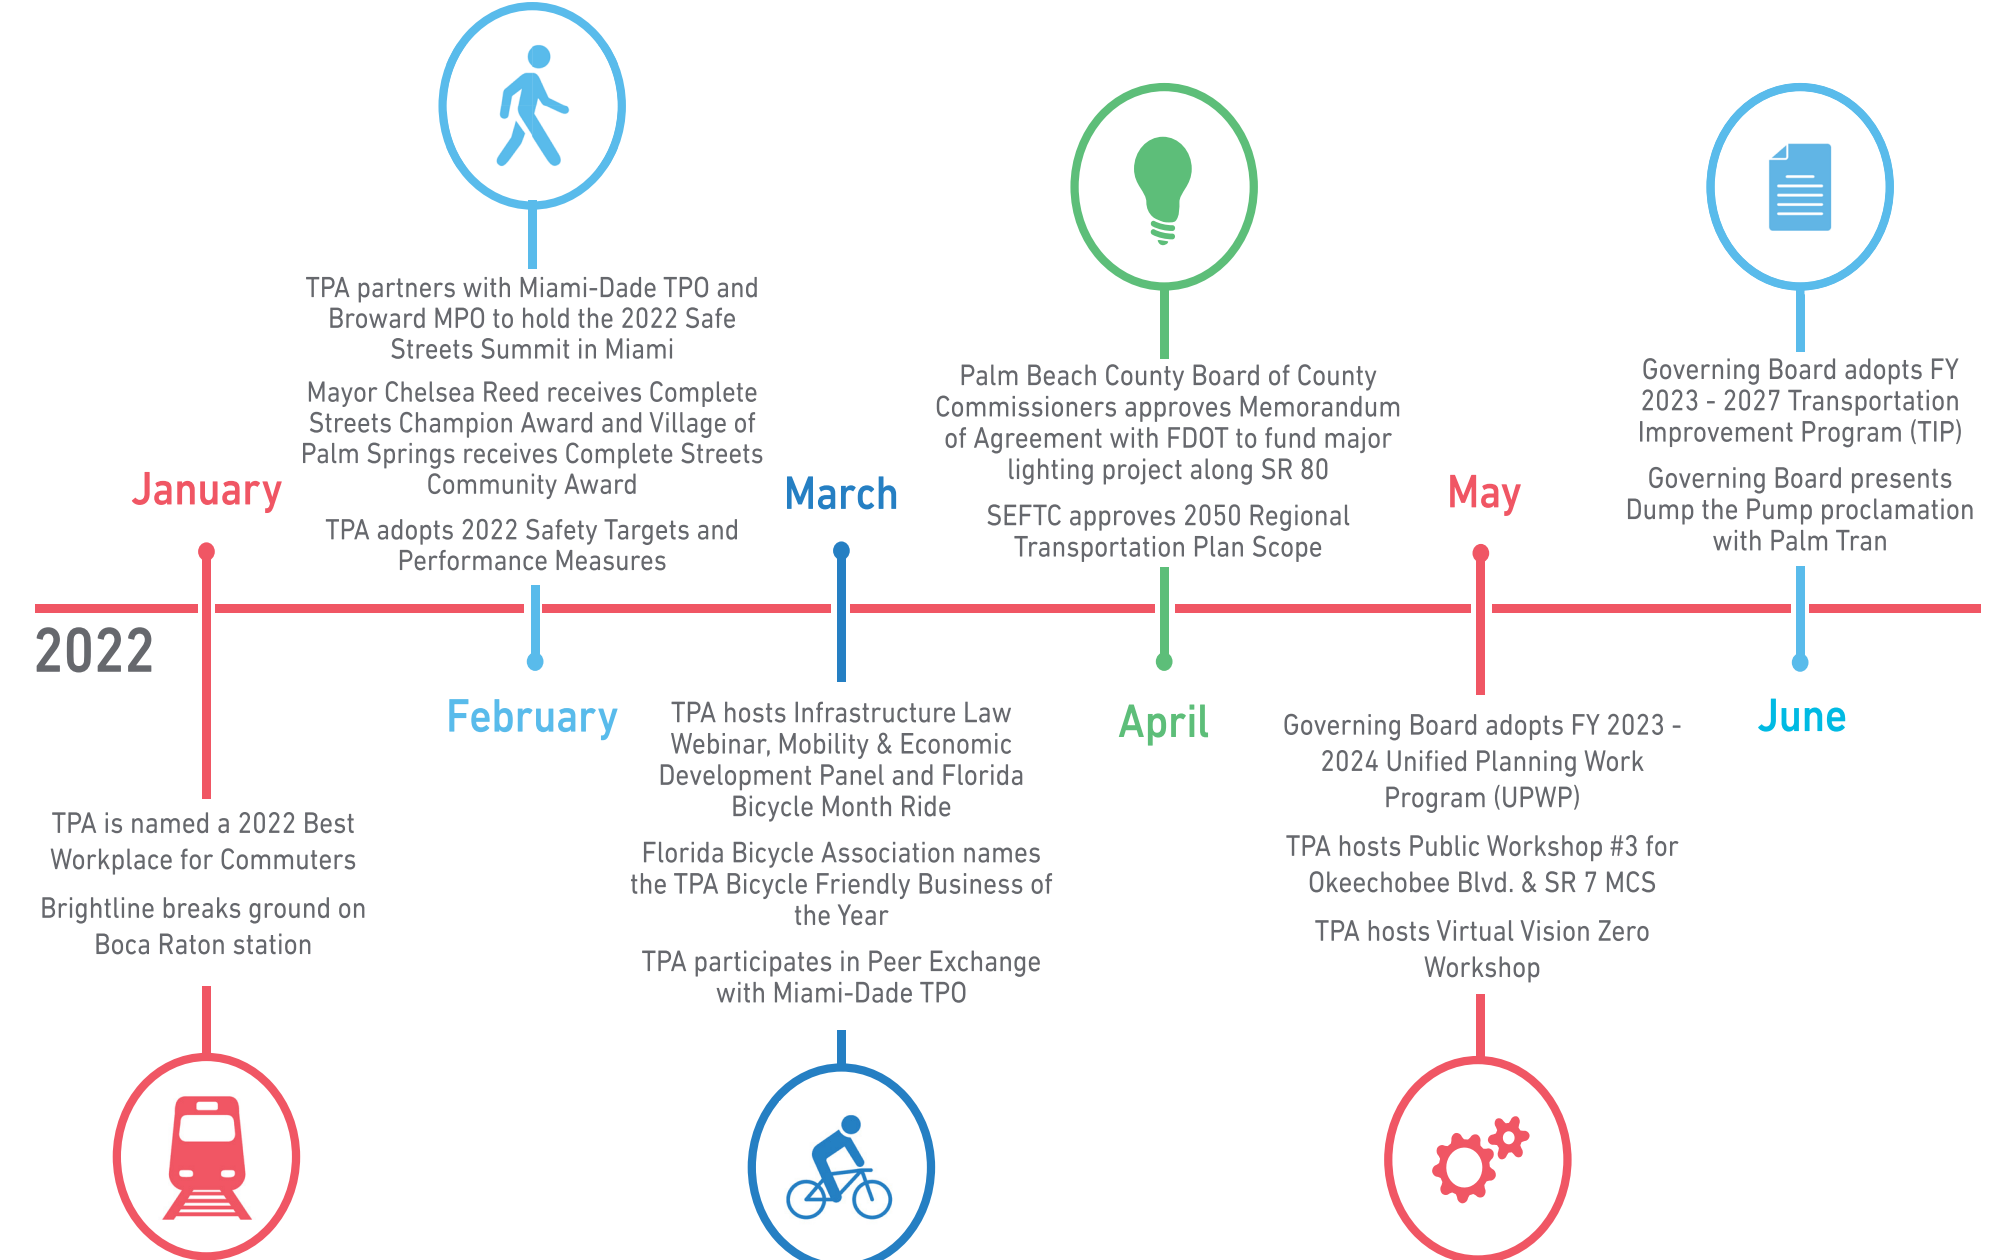 2022
January
TPA is named a 2022 Best
Workplace for Commuters
Brightline breaks ground on
Boca Raton station
TPA partners with Miami-Dade TPO and
Broward MPO to hold the 2022 Safe
Streets Summit in Miami
Mayor Chelsea Reed receives Complete
Streets Champion Award and Village of
Palm Springs receives Complete Streets
Community Award
TPA adopts 2022 Safety Targets and
Performance Measures
February
March
TPA hosts Infrastructure Law
Webinar, Mobility & Economic
Development Panel and Florida
Bicycle Month Ride
Florida Bicycle Association names
the TPA Bicycle Friendly Business of
the Year
TPA participates in Peer Exchange
with Miami-Dade TPO
Palm Beach County Board of County
Commissioners approves Memorandum
of Agreement with FDOT to fund major
lighting project along SR 80
SEFTC approves 2050 Regional
Transportation Plan Scope
April
May
Governing Board adopts FY 2023 -
2024 Unified Planning Work
Program (UPWP)
TPA hosts Public Workshop #3 for
Okeechobee Blvd. & SR 7 MCS
TPA hosts Virtual Vision Zero
Workshop
Governing Board adopts FY
2023 - 2027 Transportation
Improvement Program (TIP)
Governing Board presents
Dump the Pump proclamation
with Palm Tran
June